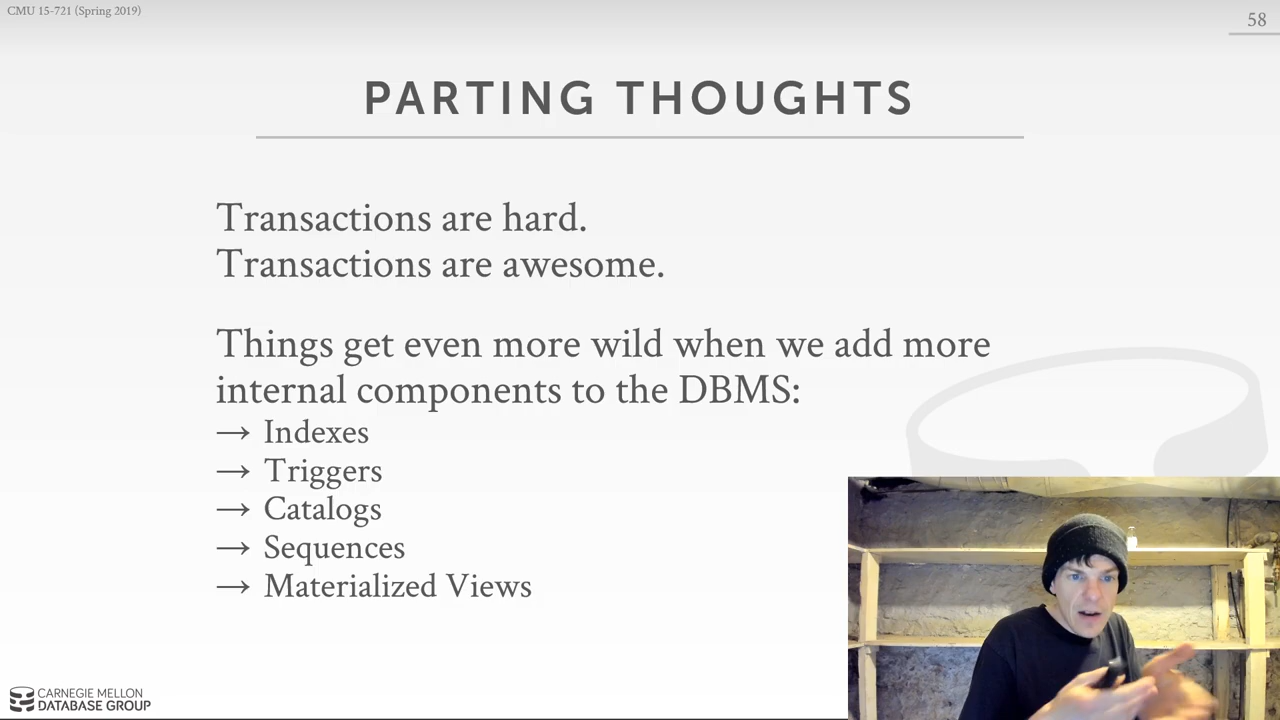 CMU 15-721 (Spring 2019)
58
PARTING THOUGHTS
Transactions are hard.
Transactions are awesome.
Things get even more wild when we add more
internal components to the DBMS:
→ Indexes
→ Triggers
→ Catalogs
→ Sequences
→ Materialized Views
CARNEGIE MELLON
DATABASE GROUP